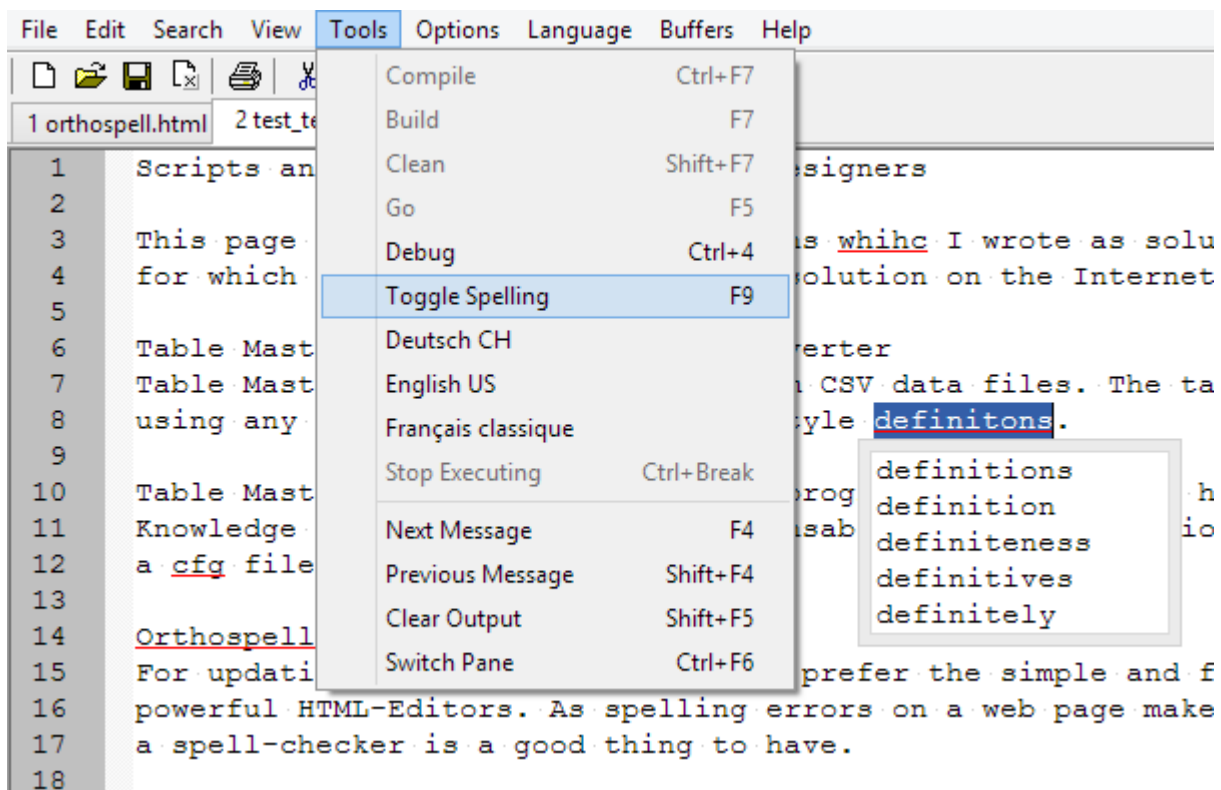 File Edit Search View Tools Options Language Buffers Help
1 orthospell.html 2 test_te
Compile Ctrl+F7
Build F7
Clean Shift+F7
Go F5
Debug Ctrl+4
Toggle Spelling F9
Deutsch CH
English US
Français classique
Stop Executing Ctrl+Break
Next Message F4
Previous Message Shift+F4
Clear Output Shift+F5
Switch Pane Ctrl+F6
1 Scripts an esigners
2
3 This page s whihc I wrote as solu
4 for which solution on the Internet
5
6 Table Mast verter
7 Table Mast n CSV data files. The ta
8 using any tyle definitons.
9
10 Table Mast prog h
11 Knowledge nsab io
12 a cfg file
13
14 Orthospell
15 For updati prefer the simple and f
16 powerful HTML-Editors. As spelling errors on a web page make
17 a spell-checker is a good thing to have.
18
definitions
definition
definiteness
definitives
definitely